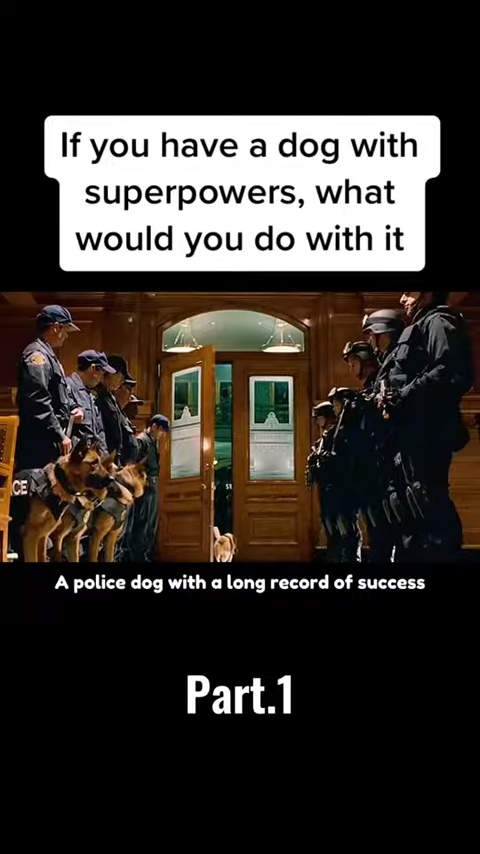 If you have a dog with
superpowers, what
would you do with it
CE
A police dog with a long record of success
Part.1